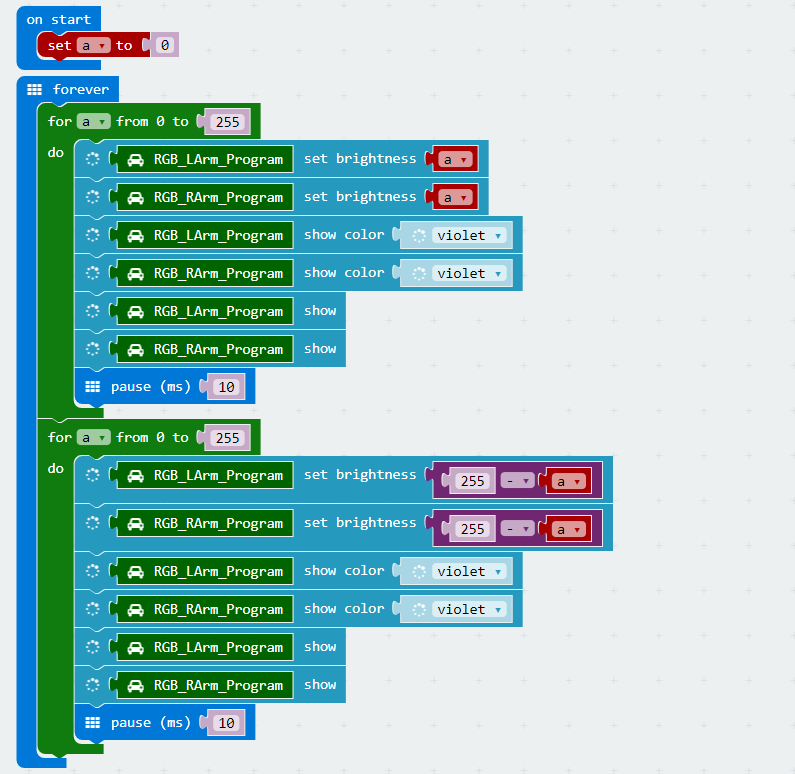 on start
set a to 0
forever
for a from 0 to 255
do
RGB_LArm_Program set brightness a
RGB_RArm_Program set brightness a
RGB_LArm_Program show color violet
RGB_RArm_Program show color violet
RGB_LArm_Program show
RGB_RArm_Program show
pause (ms) 10
for a from 0 to 255
do
RGB_LArm_Program set brightness 255 - a
RGB_RArm_Program set brightness 255 - a
RGB_LArm_Program show color violet
RGB_RArm_Program show color violet
RGB_LArm_Program show
RGB_RArm_Program show
pause (ms) 10